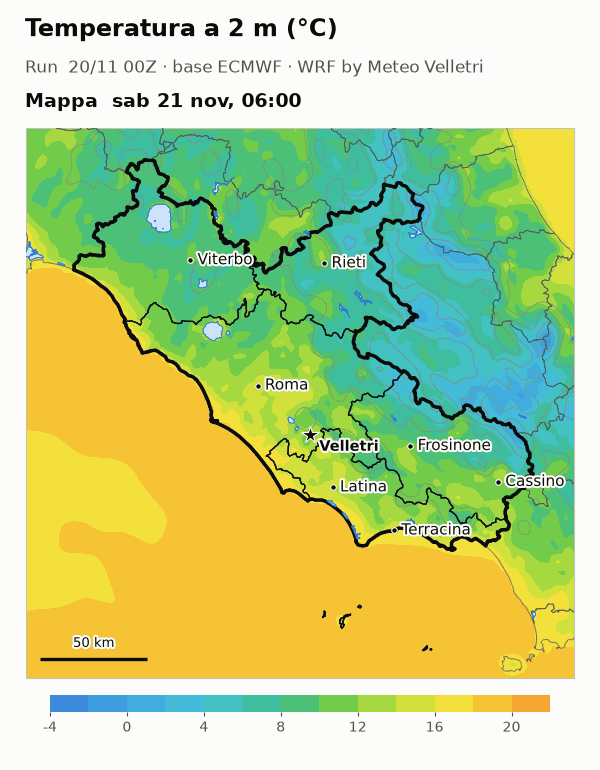 Temperatura a 2 m (°C)
Run  20/11 00Z · base ECMWF · WRF by Meteo Velletri
Mappa  sab 21 nov, 06:00
Viterbo
Rieti
Roma
Velletri
Frosinone
Latina
Cassino
Terracina
50 km
-4 0 4 8 12 16 20